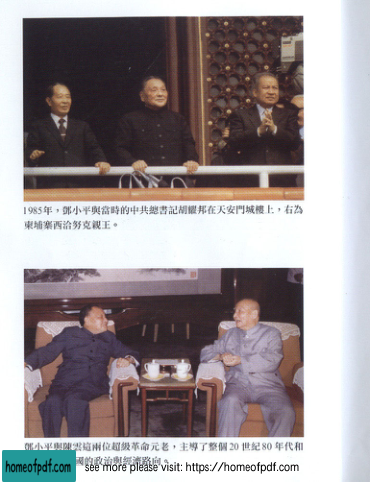 1985年，鄧小平與當時的中共總書記胡耀邦在天安門城樓上，右為
柬埔寨西洽努克親王。
鄧小平與陳雲這兩位超級革命元老，主導了整個20世紀80年代和
國的政治與經濟路向。
homeofpdf.com
see more please visit: https://homeofpdf.com